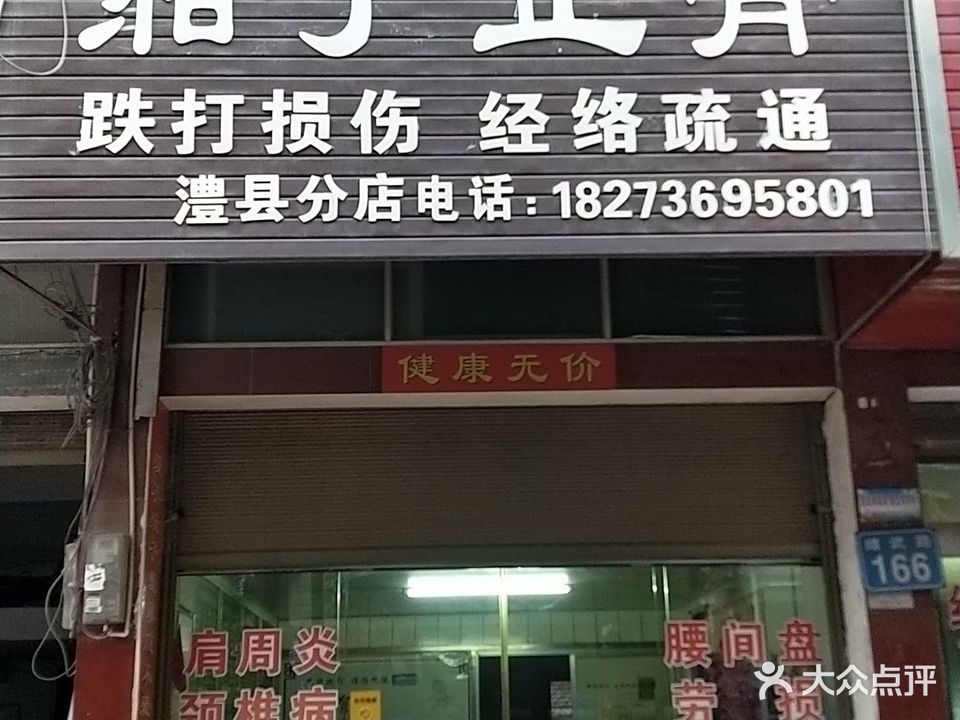 跌打损伤 经络疏通
澧县分店电话:18273695801
健康无价
166
肩周炎
颈椎病
腰间盘
劳损
大众点评